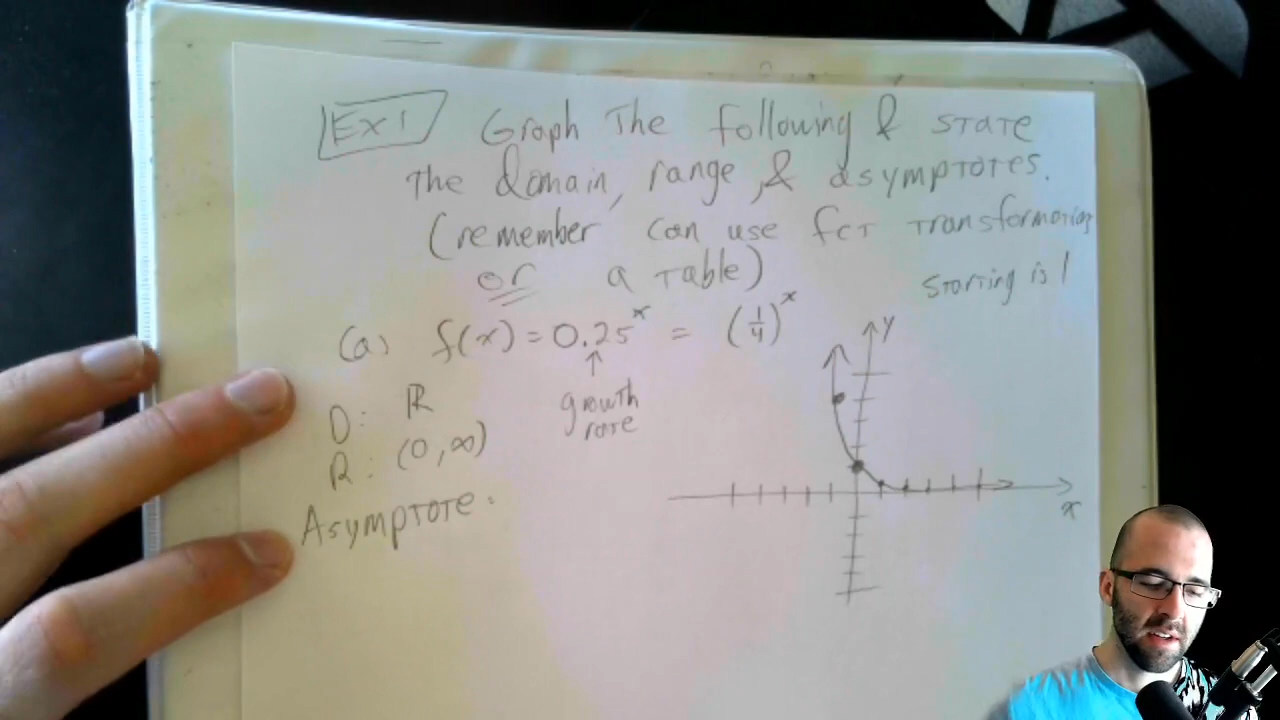 Ex 1 Graph The following & STATE
The domain, range, & asymptotes.
(remember can use fcT Transformations
or a Table)
STarTing is 1
(a) f(x) = 0.25^x = (1/4)^x
growth
rate
D: ℝ
R: (0, ∞)
AsympToTe:
y
x